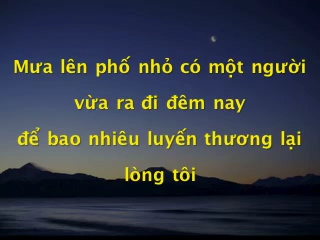 Mưa lên phố nhỏ có một người
vừa ra đi đêm nay
để bao nhiêu luyến thương lại
lòng tôi